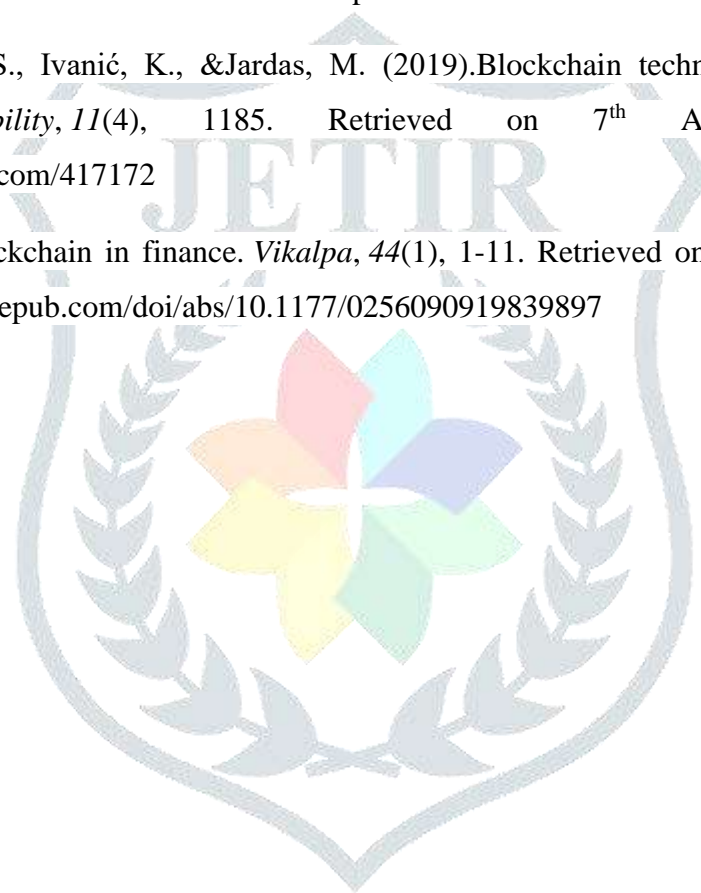 S., Ivanić, K., &Jardas, M. (2019).Blockchain techn
bility, 11(4), 1185. Retrieved on 7th A
com/417172
JETIR
ckchain in finance. Vikalpa, 44(1), 1-11. Retrieved on
epub.com/doi/abs/10.1177/0256090919839897